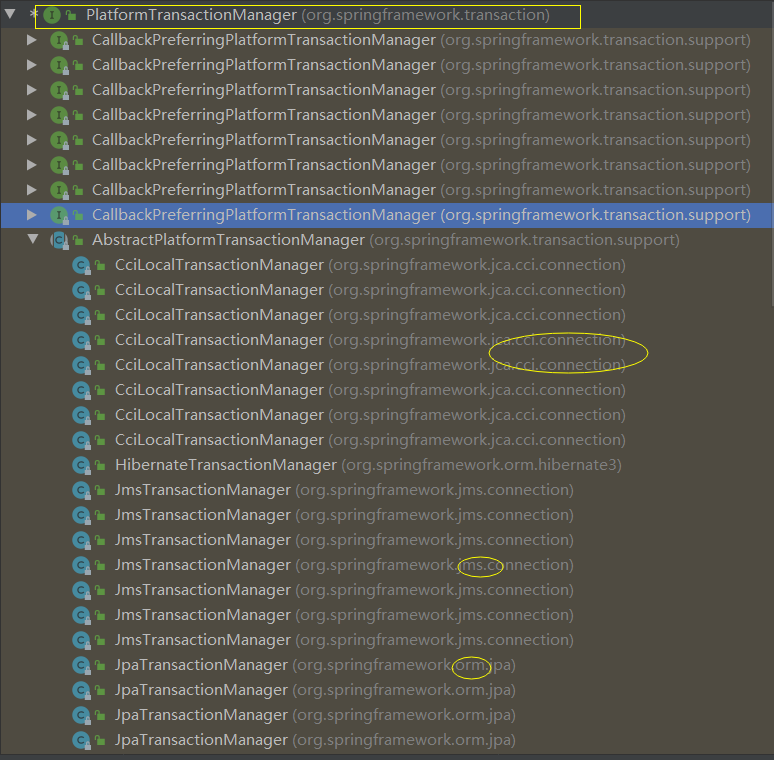 * PlatformTransactionManager (org.springframework.transaction)
CallbackPreferringPlatformTransactionManager (org.springframework.transaction.support)
CallbackPreferringPlatformTransactionManager (org.springframework.transaction.support)
CallbackPreferringPlatformTransactionManager (org.springframework.transaction.support)
CallbackPreferringPlatformTransactionManager (org.springframework.transaction.support)
CallbackPreferringPlatformTransactionManager (org.springframework.transaction.support)
CallbackPreferringPlatformTransactionManager (org.springframework.transaction.support)
CallbackPreferringPlatformTransactionManager (org.springframework.transaction.support)
CallbackPreferringPlatformTransactionManager (org.springframework.transaction.support)
AbstractPlatformTransactionManager (org.springframework.transaction.support)
CciLocalTransactionManager (org.springframework.jca.cci.connection)
CciLocalTransactionManager (org.springframework.jca.cci.connection)
CciLocalTransactionManager (org.springframework.jca.cci.connection)
CciLocalTransactionManager (org.springframework.jca.cci.connection)
CciLocalTransactionManager (org.springframework.jca.cci.connection)
CciLocalTransactionManager (org.springframework.jca.cci.connection)
CciLocalTransactionManager (org.springframework.jca.cci.connection)
CciLocalTransactionManager (org.springframework.jca.cci.connection)
HibernateTransactionManager (org.springframework.orm.hibernate3)
JmsTransactionManager (org.springframework.jms.connection)
JmsTransactionManager (org.springframework.jms.connection)
JmsTransactionManager (org.springframework.jms.connection)
JmsTransactionManager (org.springframework.jms.connection)
JmsTransactionManager (org.springframework.jms.connection)
JmsTransactionManager (org.springframework.jms.connection)
JmsTransactionManager (org.springframework.jms.connection)
JpaTransactionManager (org.springframework.orm.jpa)
JpaTransactionManager (org.springframework.orm.jpa)
JpaTransactionManager (org.springframework.orm.jpa)
JpaTransactionManager (org.springframework.orm.jpa)